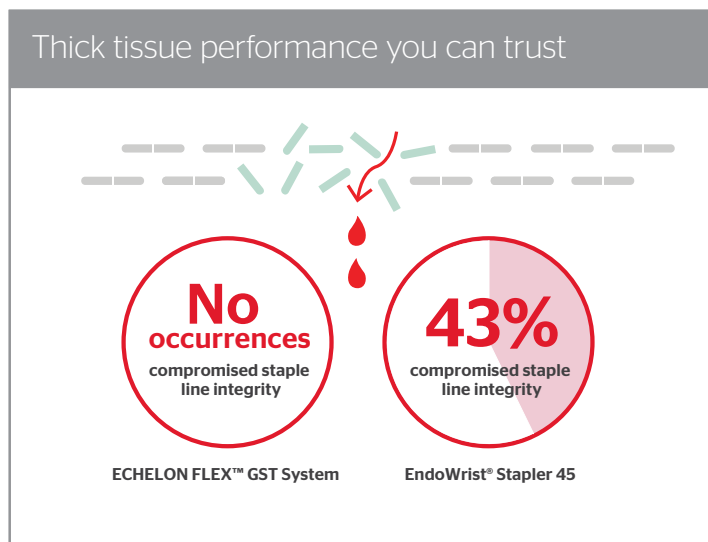 Thick tissue performance you can trust
No
occurrences
compromised staple
line integrity
ECHELON FLEX™ GST System
43%
compromised staple
line integrity
EndoWrist® Stapler 45